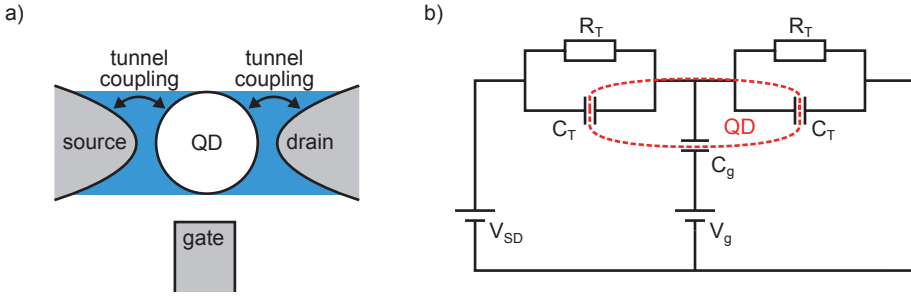 a)
tunnel
coupling
tunnel
coupling
source
QD
drain
gate
b)
R_T
R_T
C_T
QD
C_T
C_g
V_SD
V_g